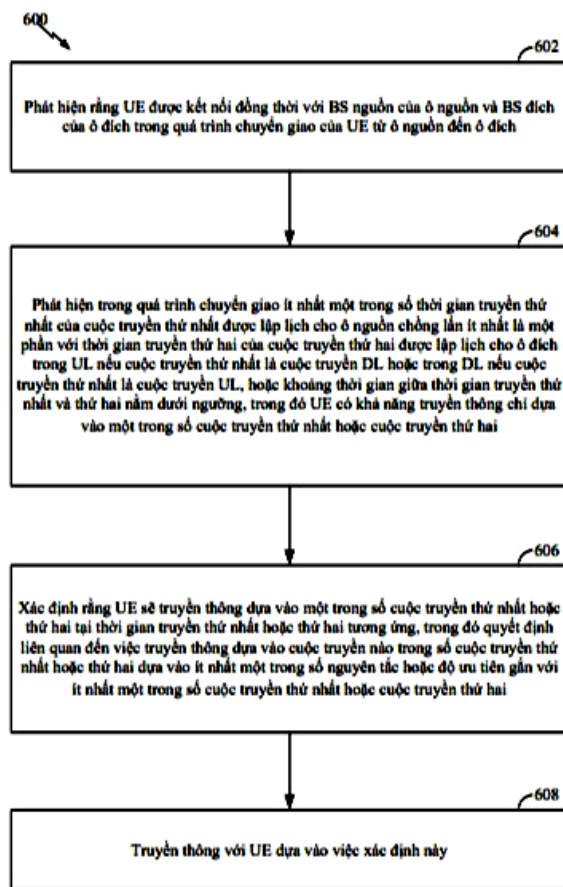 600
602
Phát hiện rằng UE được kết nối đồng thời với BS nguồn của ô nguồn và BS đích
của ô đích trong quá trình chuyển giao của UE từ ô nguồn đến ô đích
604
Phát hiện trong quá trình chuyển giao ít nhất một trong số thời gian truyền thứ
nhất của cuộc truyền thứ nhất được lập lịch cho ô nguồn chồng lấn ít nhất là một
phần với thời gian truyền thứ hai của cuộc truyền thứ hai được lập lịch cho ô đích
trong UL nếu cuộc truyền thứ nhất là cuộc truyền DL hoặc trong DL nếu cuộc
truyền thứ nhất là cuộc truyền UL, hoặc khoảng thời gian giữa thời gian truyền thứ
nhất và thứ hai nằm dưới ngưỡng, trong đó UE có khả năng truyền thông chỉ dựa
vào một trong số cuộc truyền thứ nhất hoặc cuộc truyền thứ hai
606
Xác định rằng UE sẽ truyền thông dựa vào một trong số cuộc truyền thứ nhất hoặc
thứ hai tại thời gian truyền thứ nhất hoặc thứ hai tương ứng, trong đó quyết định
liên quan đến việc truyền thông dựa vào cuộc truyền nào trong số cuộc truyền thứ
nhất hoặc thứ hai dựa vào ít nhất một trong số nguyên tắc hoặc độ ưu tiên gắn với
ít nhất một trong số cuộc truyền thứ nhất hoặc cuộc truyền thứ hai
608
Truyền thông với UE dựa vào việc xác định này